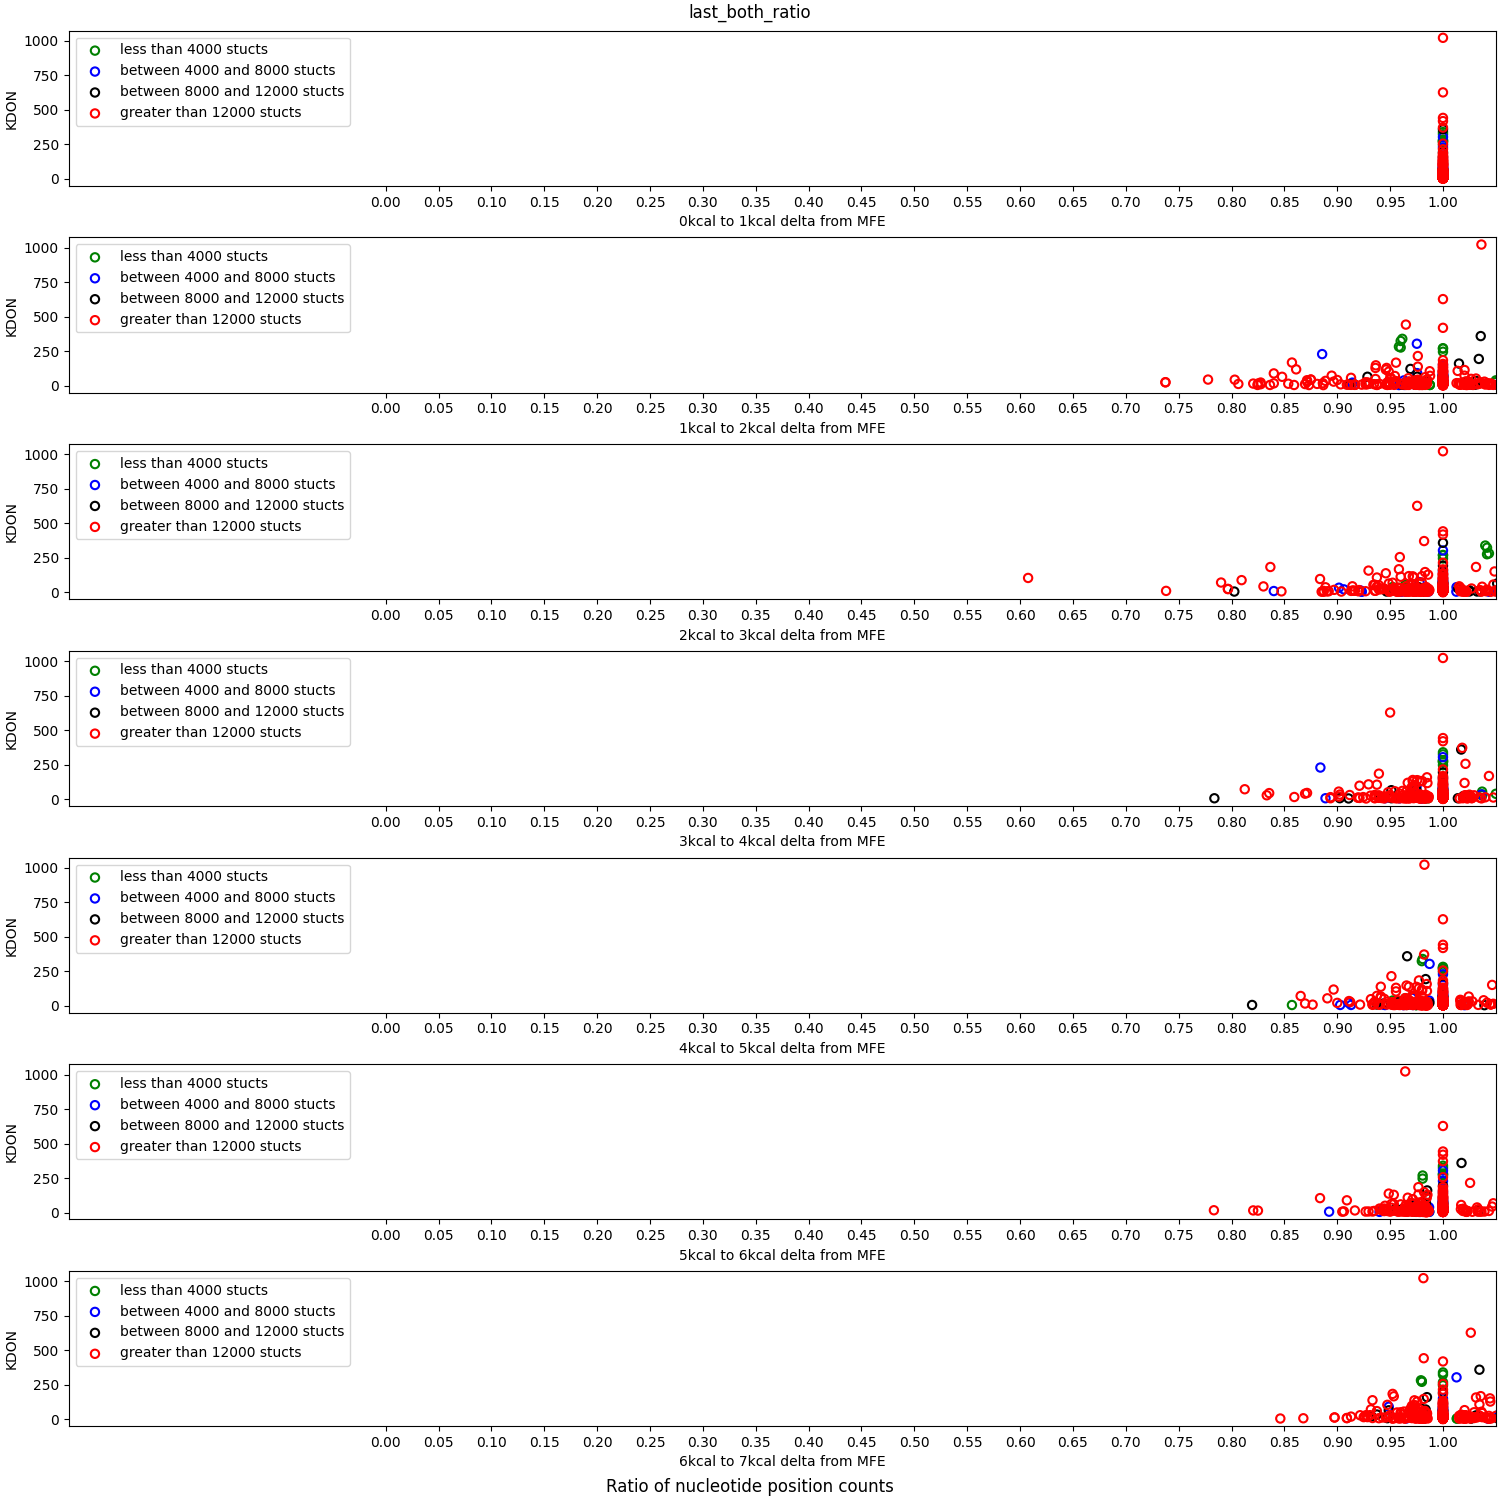 last_both_ratio
1000
750
500
250
0
KDON
less than 4000 stucts
between 4000 and 8000 stucts
between 8000 and 12000 stucts
greater than 12000 stucts
0.00 0.05 0.10 0.15 0.20 0.25 0.30 0.35 0.40 0.45 0.50 0.55 0.60 0.65 0.70 0.75 0.80 0.85 0.90 0.95 1.00
0kcal to 1kcal delta from MFE
1000
750
500
250
0
KDON
less than 4000 stucts
between 4000 and 8000 stucts
between 8000 and 12000 stucts
greater than 12000 stucts
0.00 0.05 0.10 0.15 0.20 0.25 0.30 0.35 0.40 0.45 0.50 0.55 0.60 0.65 0.70 0.75 0.80 0.85 0.90 0.95 1.00
1kcal to 2kcal delta from MFE
1000
750
500
250
0
KDON
less than 4000 stucts
between 4000 and 8000 stucts
between 8000 and 12000 stucts
greater than 12000 stucts
0.00 0.05 0.10 0.15 0.20 0.25 0.30 0.35 0.40 0.45 0.50 0.55 0.60 0.65 0.70 0.75 0.80 0.85 0.90 0.95 1.00
2kcal to 3kcal delta from MFE
1000
750
500
250
0
KDON
less than 4000 stucts
between 4000 and 8000 stucts
between 8000 and 12000 stucts
greater than 12000 stucts
0.00 0.05 0.10 0.15 0.20 0.25 0.30 0.35 0.40 0.45 0.50 0.55 0.60 0.65 0.70 0.75 0.80 0.85 0.90 0.95 1.00
3kcal to 4kcal delta from MFE
1000
750
500
250
0
KDON
less than 4000 stucts
between 4000 and 8000 stucts
between 8000 and 12000 stucts
greater than 12000 stucts
0.00 0.05 0.10 0.15 0.20 0.25 0.30 0.35 0.40 0.45 0.50 0.55 0.60 0.65 0.70 0.75 0.80 0.85 0.90 0.95 1.00
4kcal to 5kcal delta from MFE
1000
750
500
250
0
KDON
less than 4000 stucts
between 4000 and 8000 stucts
between 8000 and 12000 stucts
greater than 12000 stucts
0.00 0.05 0.10 0.15 0.20 0.25 0.30 0.35 0.40 0.45 0.50 0.55 0.60 0.65 0.70 0.75 0.80 0.85 0.90 0.95 1.00
5kcal to 6kcal delta from MFE
1000
750
500
250
0
KDON
less than 4000 stucts
between 4000 and 8000 stucts
between 8000 and 12000 stucts
greater than 12000 stucts
0.00 0.05 0.10 0.15 0.20 0.25 0.30 0.35 0.40 0.45 0.50 0.55 0.60 0.65 0.70 0.75 0.80 0.85 0.90 0.95 1.00
6kcal to 7kcal delta from MFE
Ratio of nucleotide position counts